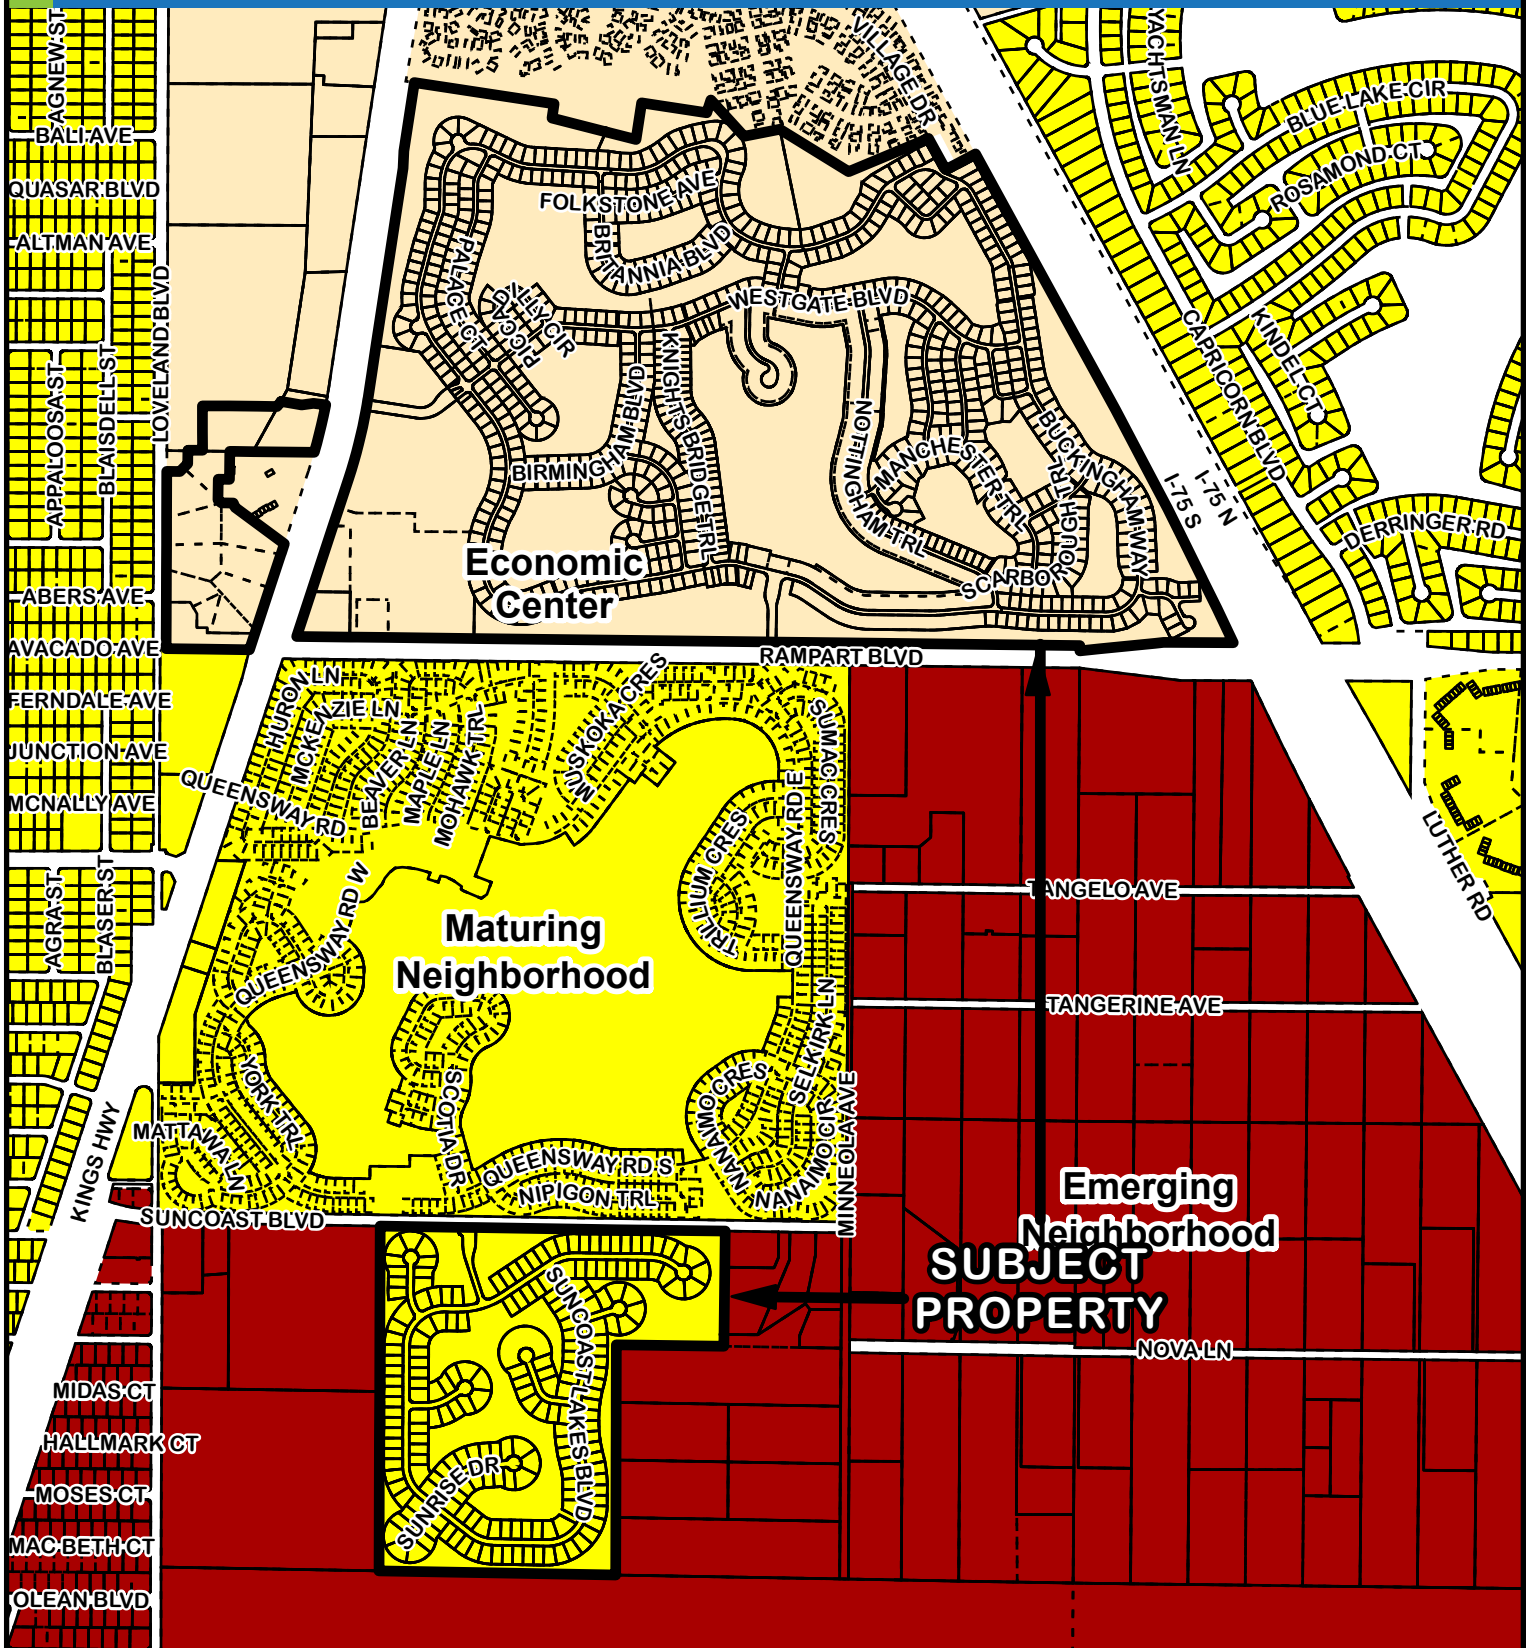 AGNEW ST
BALI AVE
QUASAR BLVD
ALTMAN AVE
LOVELAND BLVD
BLAISDELL ST
APPALOOSA ST
ABERS AVE
AVACADO AVE
FERNDALE AVE
JUNCTION AVE
MCNALLY AVE
AGRA ST
BLASER ST
KINGS HWY
MIDAS CT
HALLMARK CT
MOSES CT
MAC BETH CT
OLEAN BLVD
VILLAGE DR
FOLKSTONE AVE
BRITANNIA BLVD
PALACE CT
PICCADILLY CIR
WESTGATE BLVD
KNIGHTS BRIDGE TRL
BIRMINGHAM BLVD
NOTTINGHAM TRL
MANCHESTER TRL
BUCKINGHAM WAY
SCARBOROUGH TRL
Economic
Center
RAMPART BLVD
YACHTSMAN LN
BLUE LAKE CIR
ROSAMOND CT
CAPRICORN BLVD
KINDEL CT
I-75 S
I-75 N
DERRINGER RD
LUTHER RD
HURON LN
MCKENZIE LN
BEAVER LN
MAPLE LN
MOHAWK TRL
MUSKOKA CRES
SUMAC CRES
QUEENSWAY RD
QUEENSWAY RD W
QUEENSWAY RD E
TRILLIUM CRES
Maturing
Neighborhood
SELKIRK LN
NANAIMO CRES
NANAIMO CIR
MINNEOLA AVE
YORK TRL
SCOTIA DR
MATTAWA LN
QUEENSWAY RD S
NIPIGON TRL
SUNCOAST BLVD
TANGELO AVE
TANGERINE AVE
Emerging
Neighborhood
SUBJECT
PROPERTY
NOVA LN
SUNCOAST LAKES BLVD
SUNRISE DR